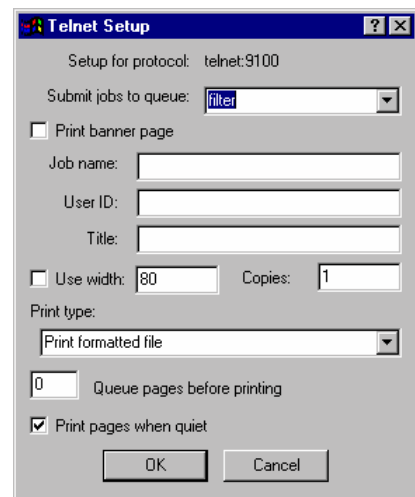 Telnet Setup
Setup for protocol: telnet:9100
Submit jobs to queue: filter
Print banner page
Job name:
User ID:
Title:
Use width: 80 Copies: 1
Print type:
Print formatted file
0 Queue pages before printing
Print pages when quiet
OK Cancel